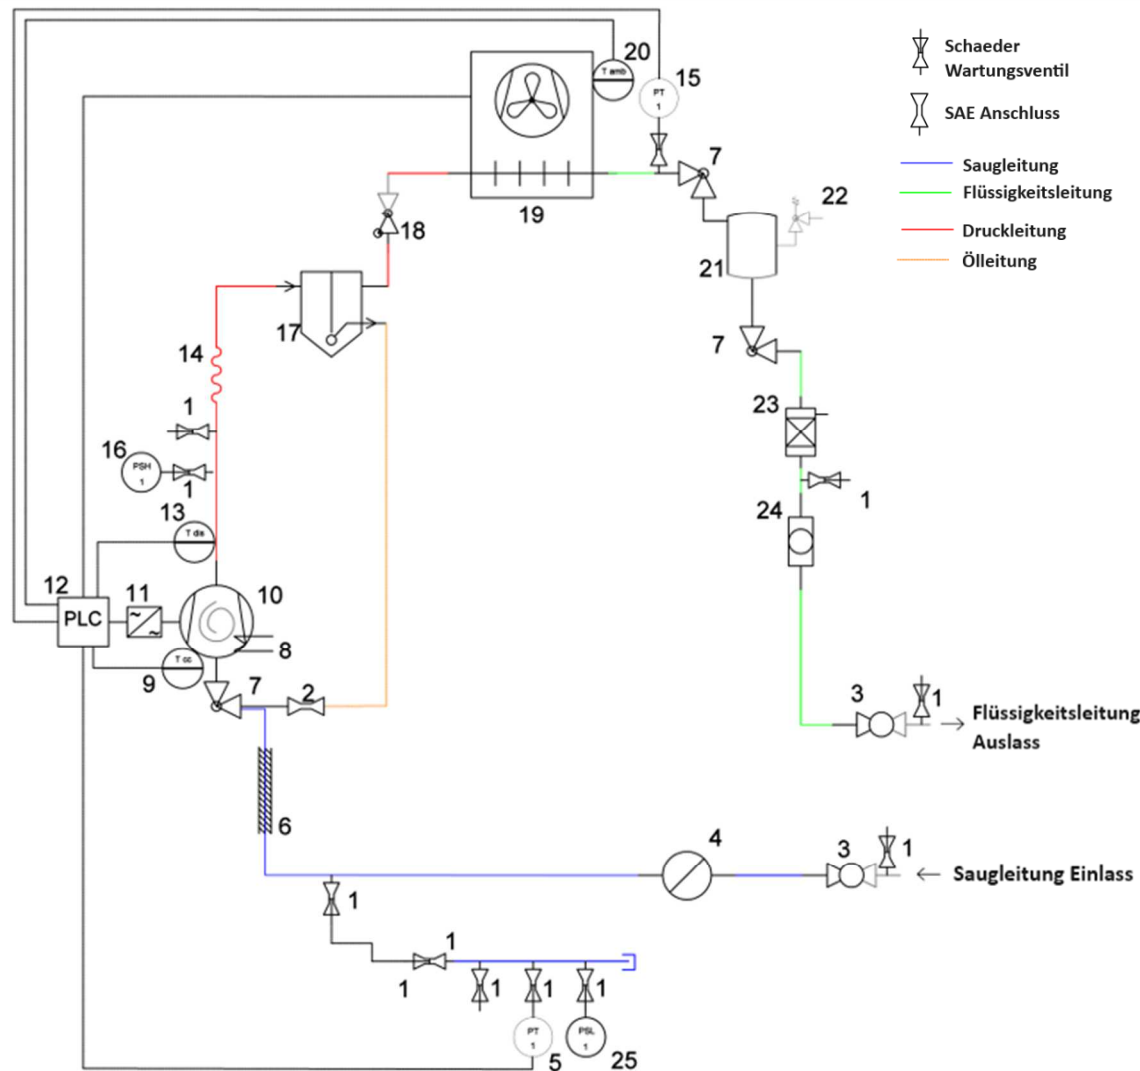 20
T amb
15
PT
1
Schaeder
Wartungsventil
SAE Anschluss
Saugleitung
Flüssigkeitsleitung
Druckleitung
Ölleitung
7
22
19
18
21
17
14
7
23
1
16
PSH
1
1
1
24
13
T dis
12
11
10
PLC
~
~
8
T cc
9
7
2
3
1
Flüssigkeitsleitung
Auslass
6
4
3
1
Saugleitung Einlass
1
1
1
1
1
1
PT
1
PSL
1
5
25